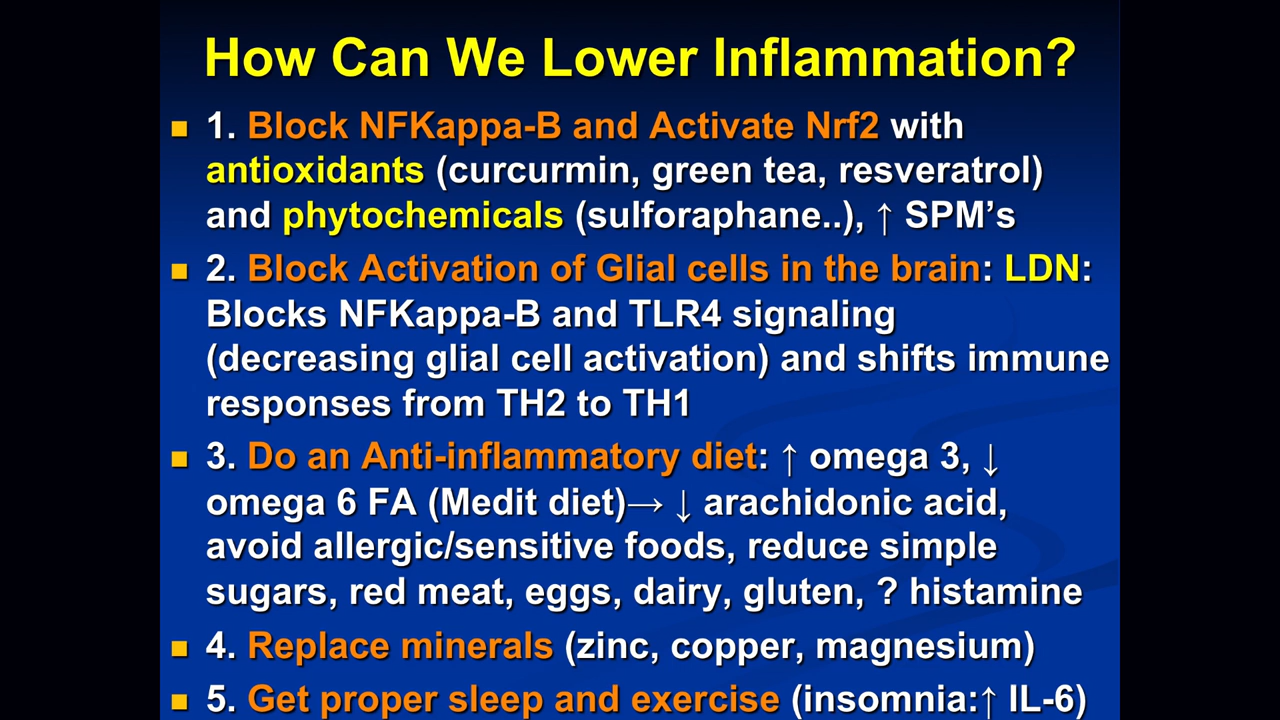 How Can We Lower Inflammation?
1. Block NFKappa-B and Activate Nrf2 with
antioxidants (curcurmin, green tea, resveratrol)
and phytochemicals (sulforaphane..), ↑ SPM’s
2. Block Activation of Glial cells in the brain: LDN:
Blocks NFKappa-B and TLR4 signaling
(decreasing glial cell activation) and shifts immune
responses from TH2 to TH1
3. Do an Anti-inflammatory diet: ↑ omega 3, ↓
omega 6 FA (Medit diet)→ ↓ arachidonic acid,
avoid allergic/sensitive foods, reduce simple
sugars, red meat, eggs, dairy, gluten, ? histamine
4. Replace minerals (zinc, copper, magnesium)
5. Get proper sleep and exercise (insomnia:↑ IL-6)